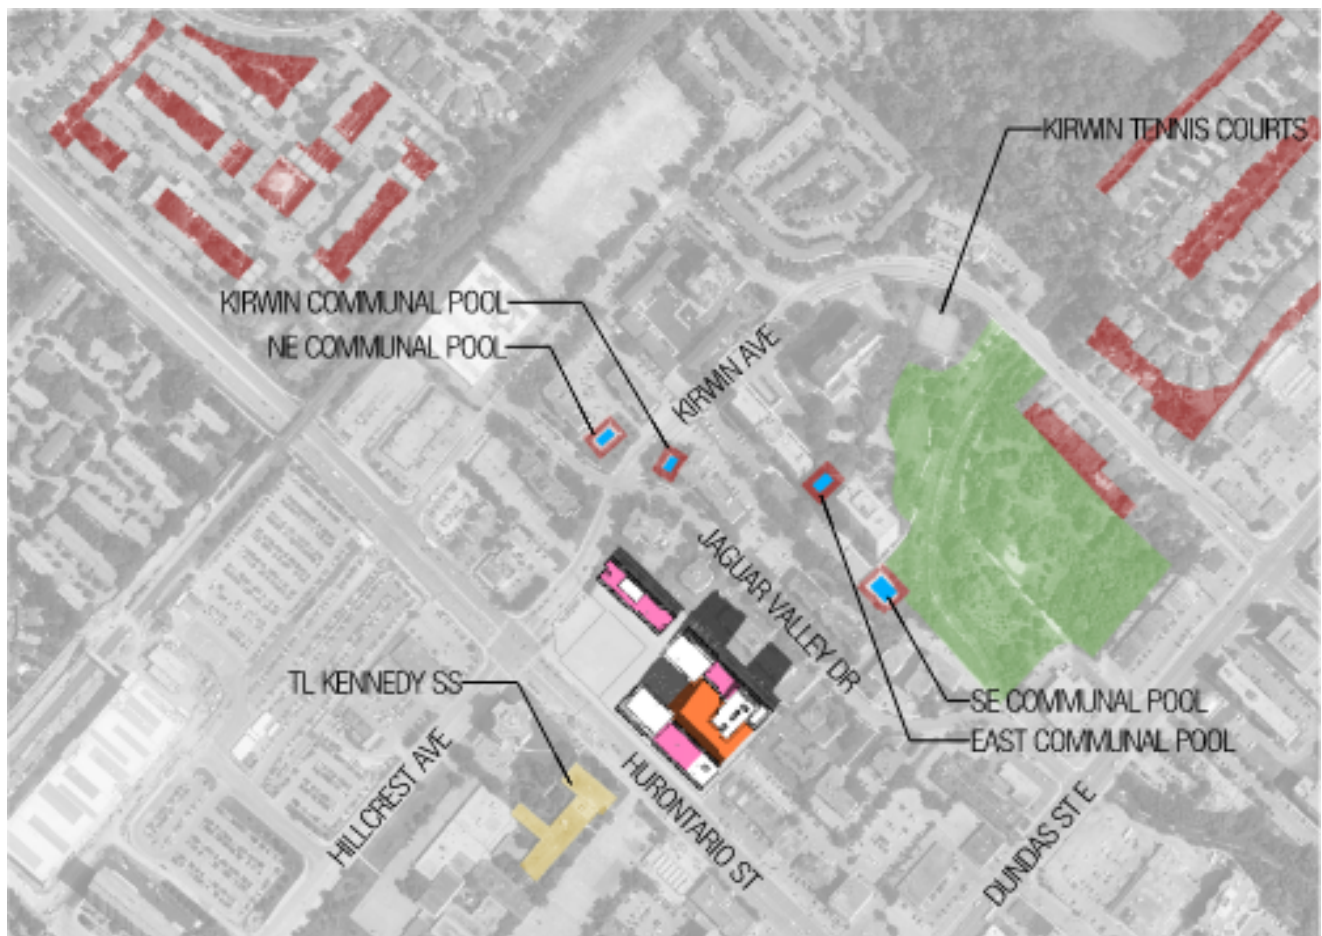 KIRWIN TENNIS COURTS
KIRWIN COMMUNAL POOL
NE COMMUNAL POOL
KIRWIN AVE
JAGUAR VALLEY DR
TL KENNEDY SS
SE COMMUNAL POOL
EAST COMMUNAL POOL
HILLCREST AVE
HURONTARIO ST
DUNDAS ST E